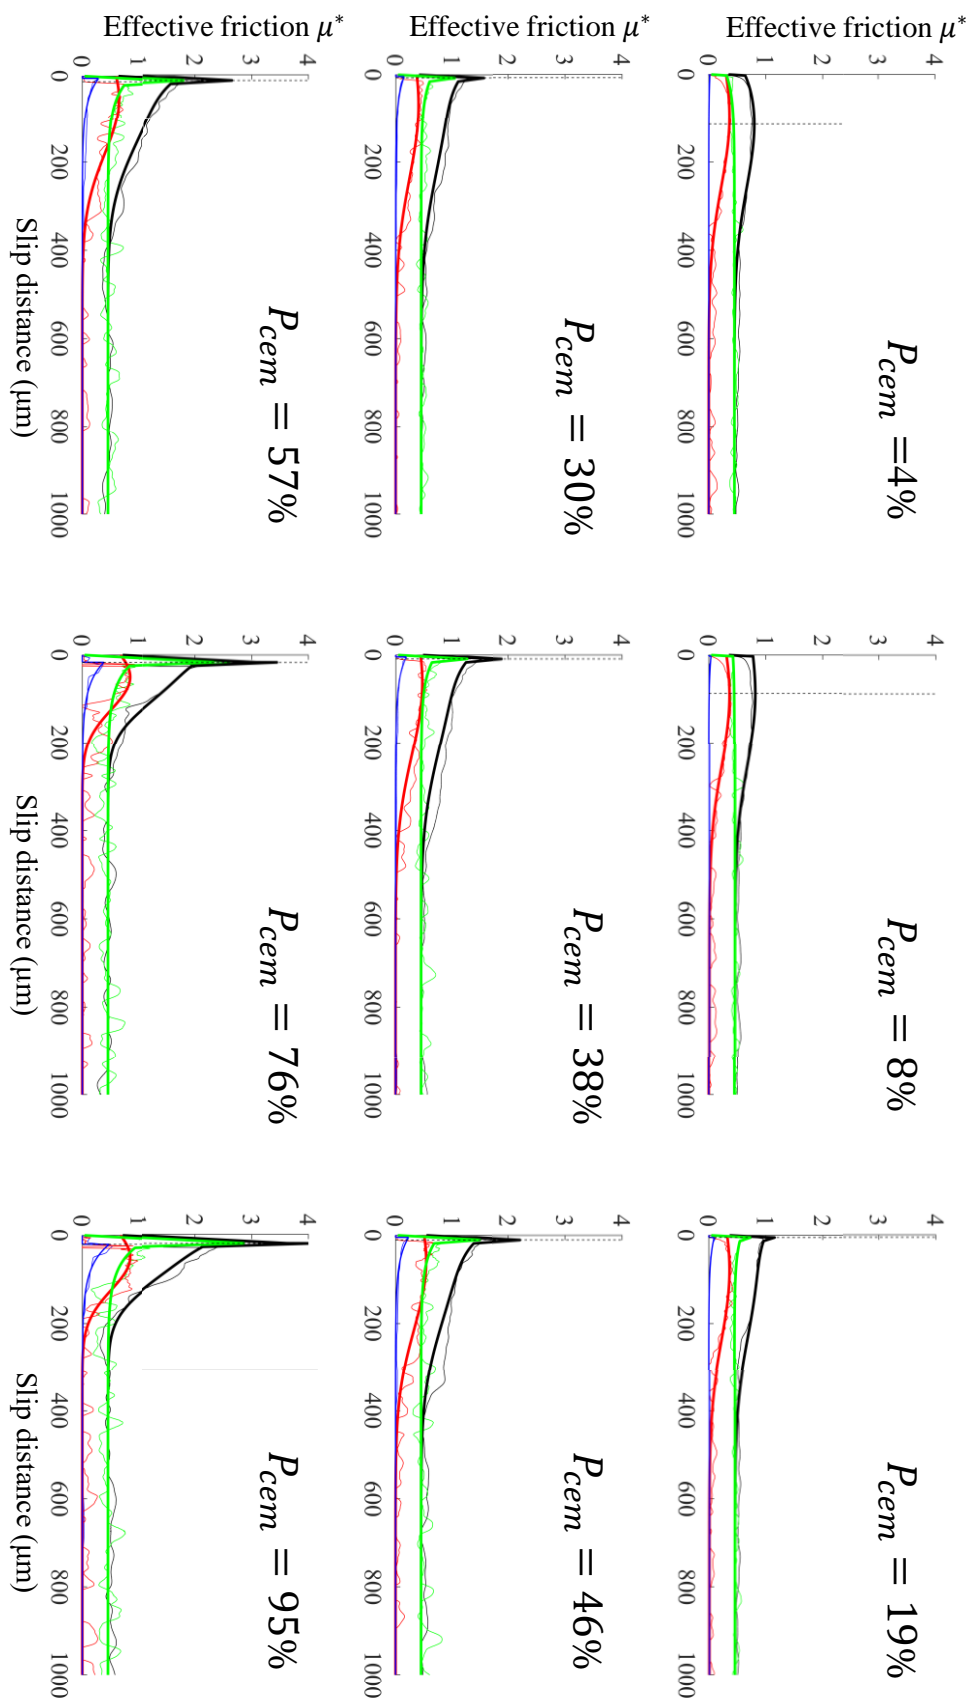 Effective friction μ*
4
3
2
1
0
P_cem =4%
0 200 400 600 800 1000
4
3
2
1
0
P_cem = 8%
0 200 400 600 800 1000
4
3
2
1
0
P_cem = 19%
0 200 400 600 800 1000
Effective friction μ*
4
3
2
1
0
P_cem = 30%
0 200 400 600 800 1000
4
3
2
1
0
P_cem = 38%
0 200 400 600 800 1000
4
3
2
1
0
P_cem = 46%
0 200 400 600 800 1000
Effective friction μ*
4
3
2
1
0
P_cem = 57%
0 200 400 600 800 1000
Slip distance (μm)
4
3
2
1
0
P_cem = 76%
0 200 400 600 800 1000
Slip distance (μm)
4
3
2
1
0
P_cem = 95%
0 200 400 600 800 1000
Slip distance (μm)